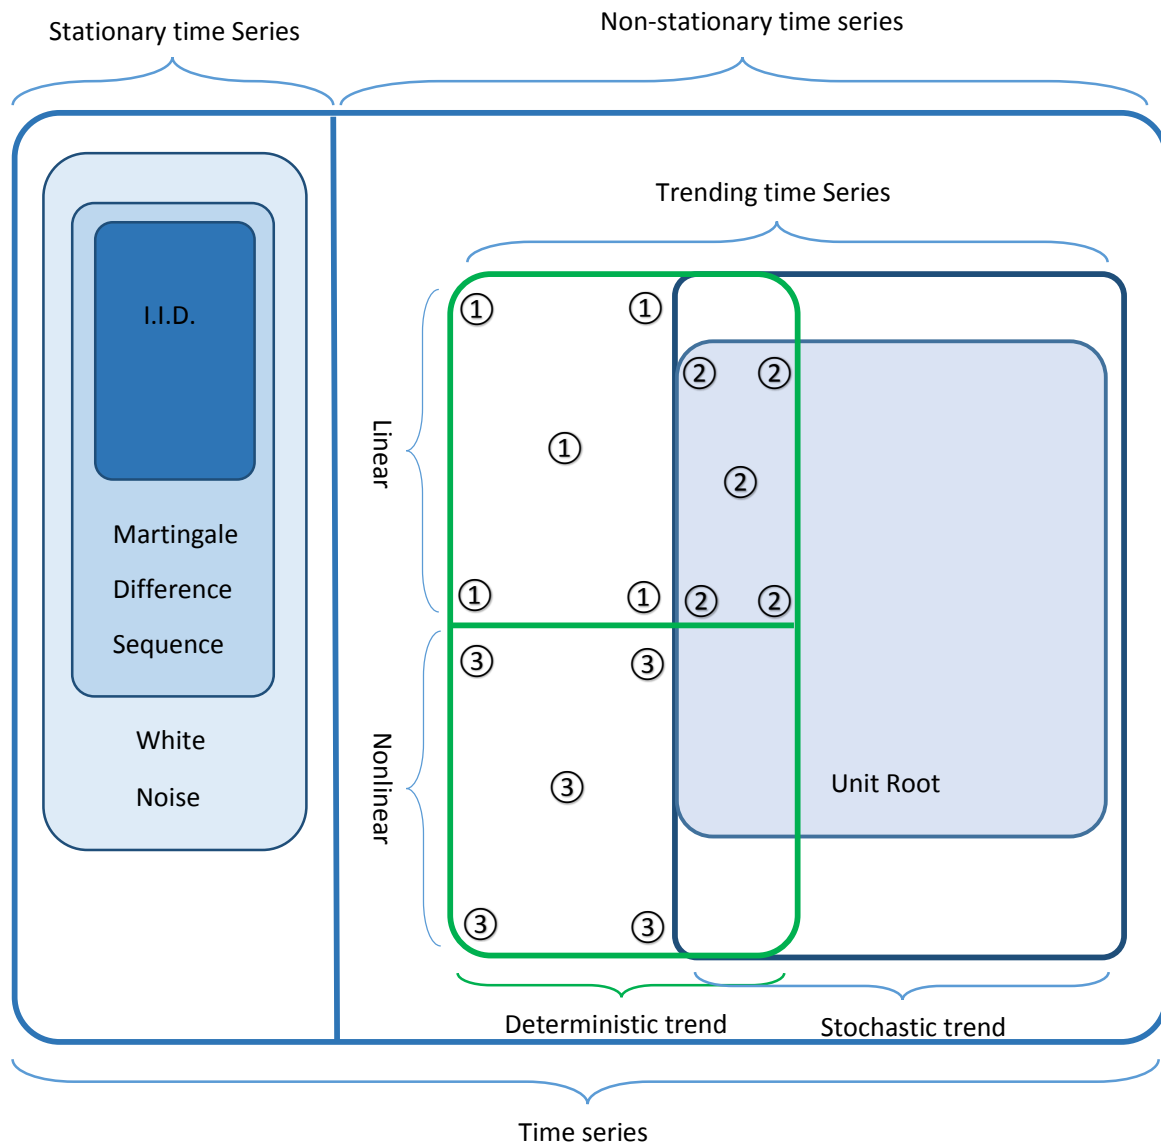 Stationary time Series
Non-stationary time series
Trending time Series
I.I.D.
Martingale
Difference
Sequence
White
Noise
Linear
Nonlinear
① ①
② ②
①
②
① ① ② ②
③ ③
③
Unit Root
③ ③
Deterministic trend
Stochastic trend
Time series